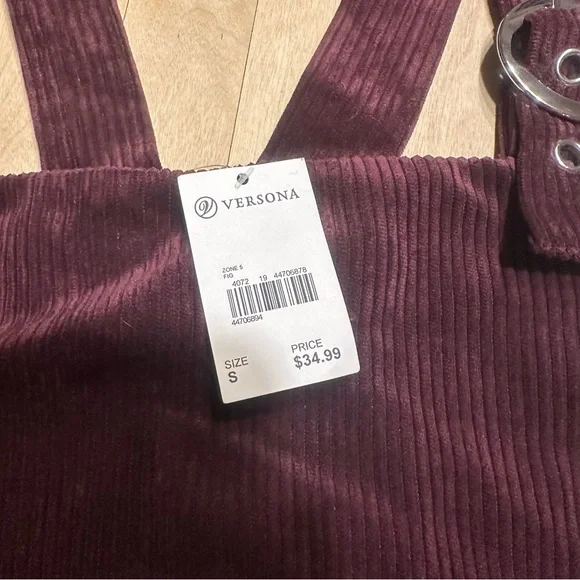 VERSONA
ZONE 5
FIG
4072 19 44706878
44706894
SIZE
S
PRICE
$34.99